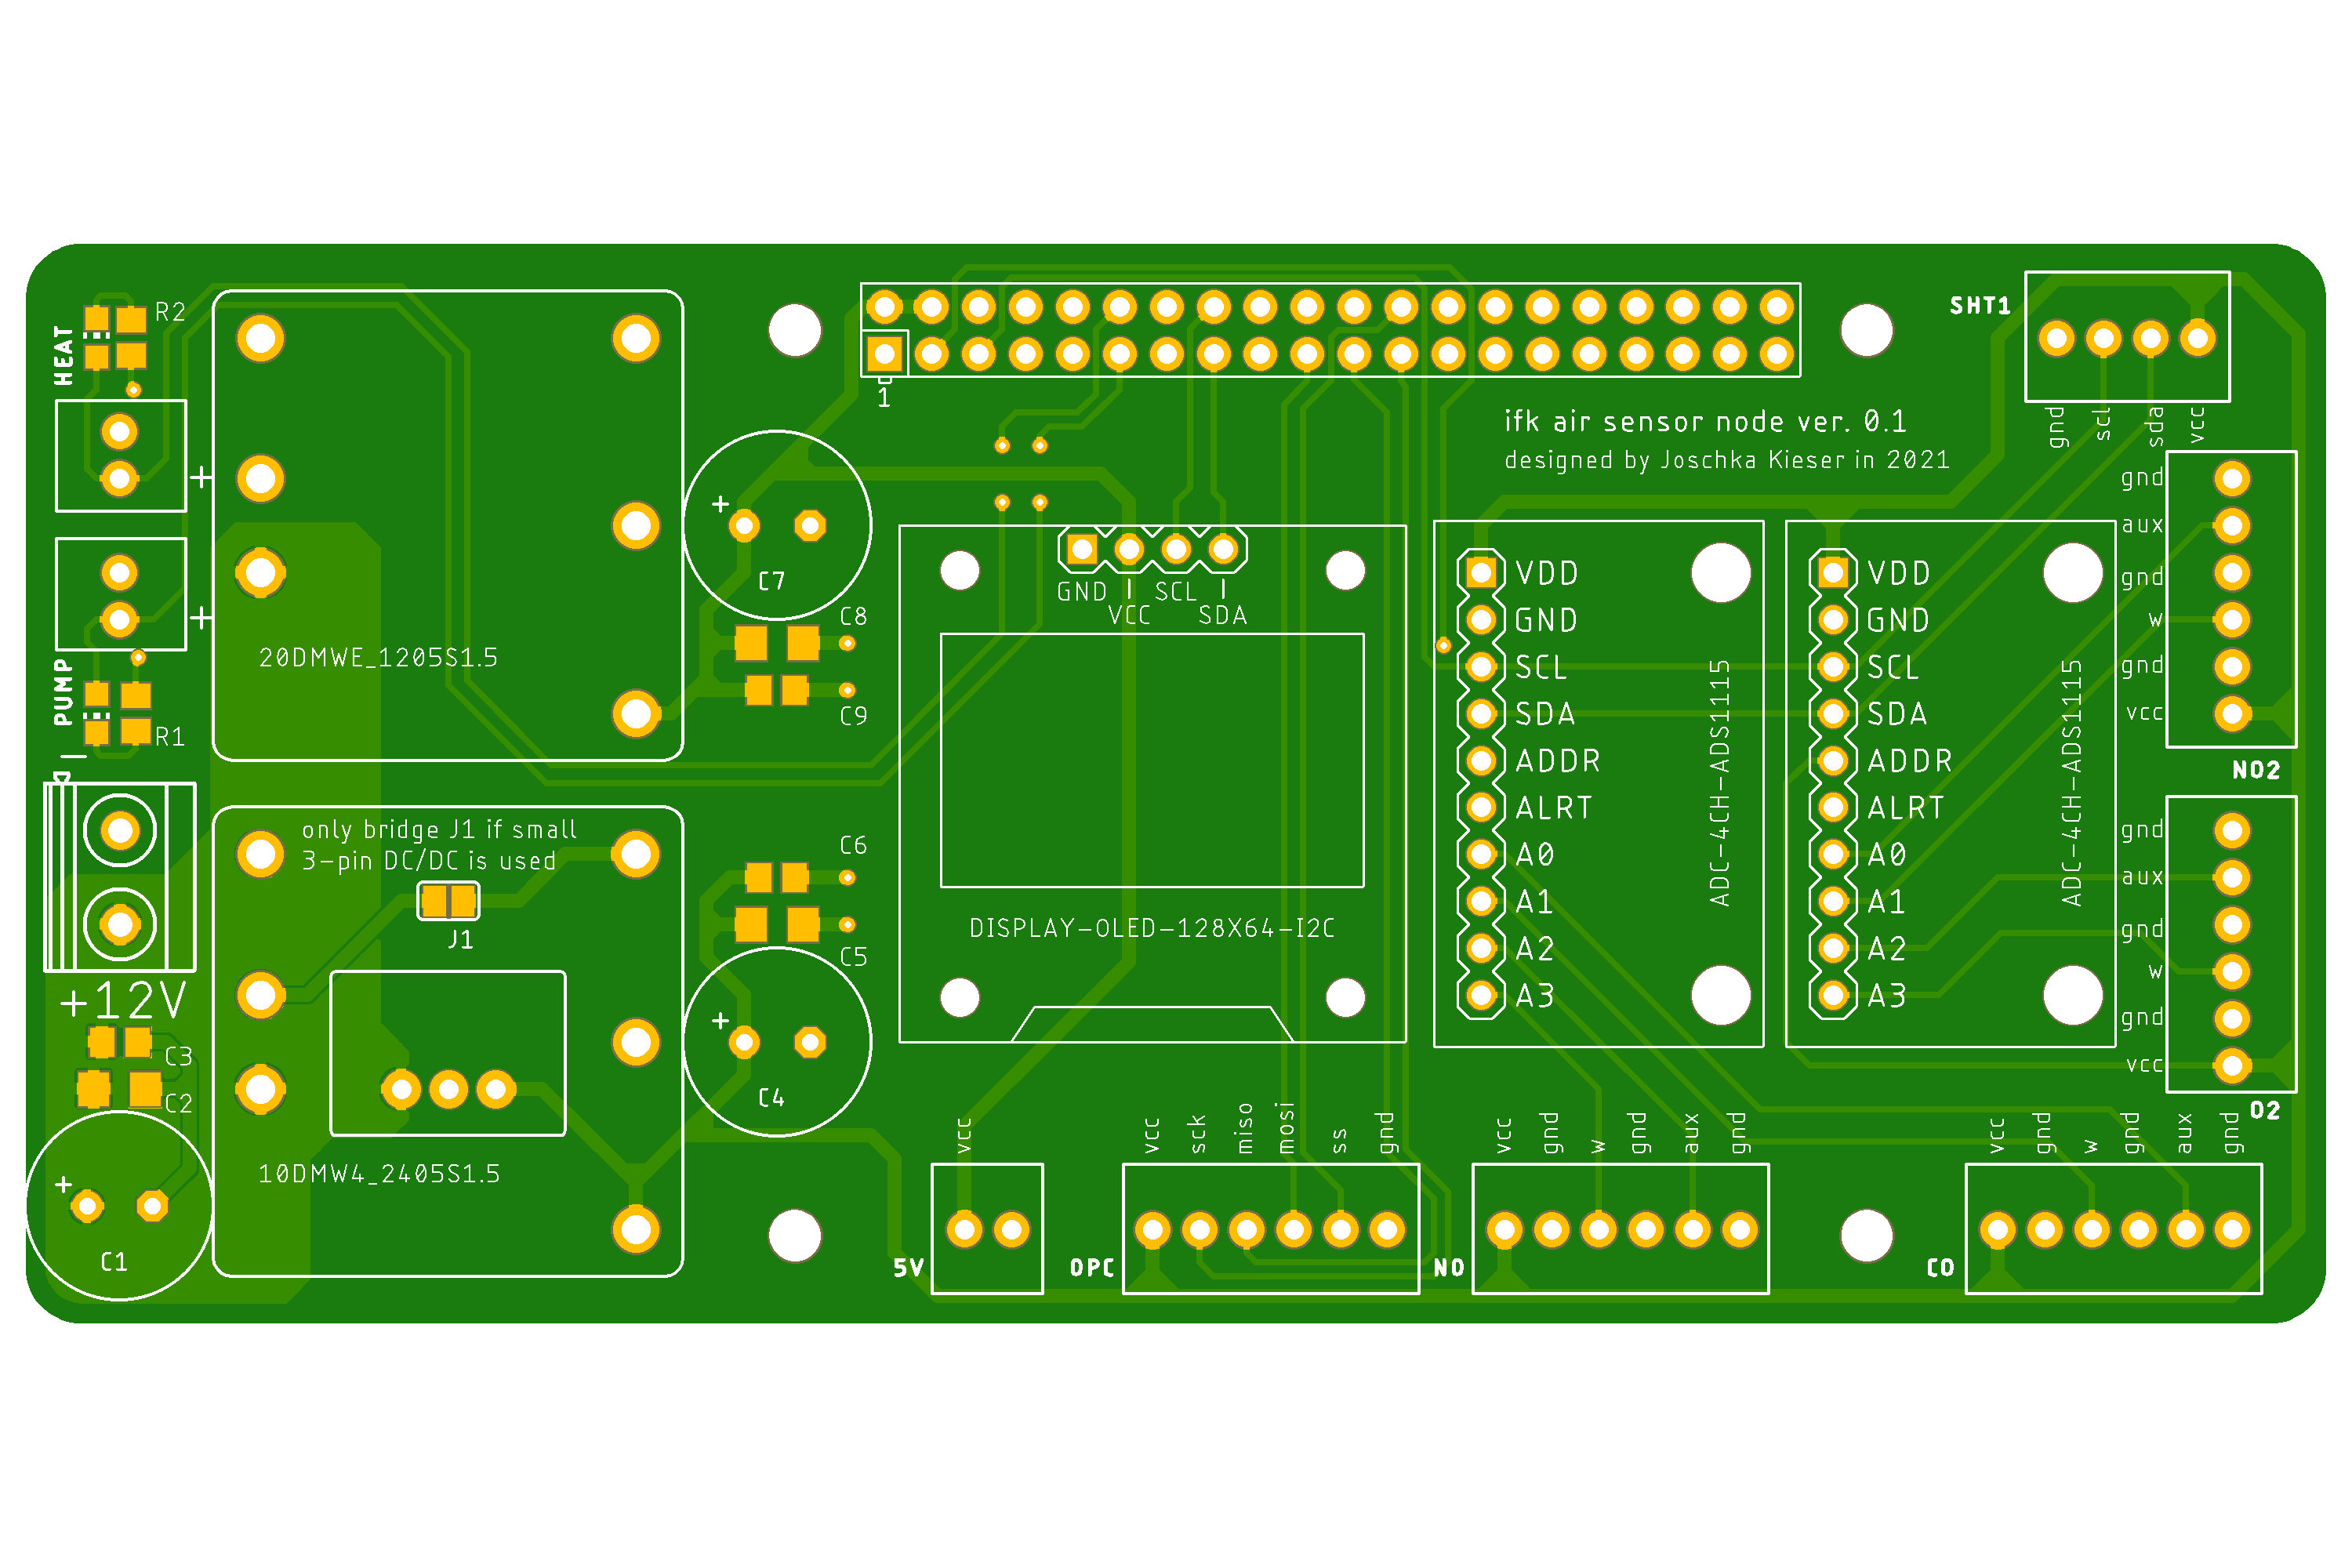 R2
HEAT
+
+
PUMP
R1
20DMWE_1205S1.5
only bridge J1 if small
3-pin DC/DC is used
J1
+12V
C3
C2
+
C1
10DMW4_2405S1.5
+
C7
C8
C9
C6
C5
+
C4
1
ifk air sensor node ver. 0.1
designed by Joschka Kieser in 2021
GND
SCL
VCC
SDA
DISPLAY-OLED-128X64-I2C
VDD
GND
SCL
SDA
ADDR
ALRT
A0
A1
A2
A3
ADC-4CH-ADS1115
VDD
GND
SCL
SDA
ADDR
ALRT
A0
A1
A2
A3
ADC-4CH-ADS1115
SHT1
gnd
scl
sda
vcc
gnd
aux
gnd
w
gnd
vcc
NO2
gnd
aux
gnd
w
gnd
vcc
O2
vcc
5V
vcc
sck
miso
mosi
ss
gnd
OPC
vcc
gnd
w
gnd
aux
gnd
NO
vcc
gnd
w
gnd
aux
gnd
CO